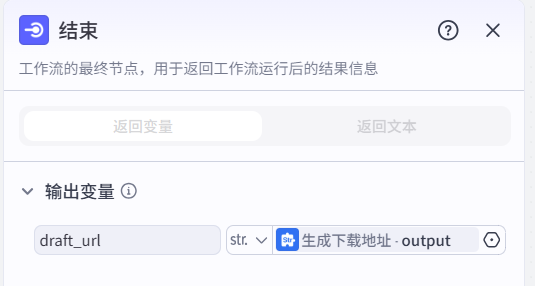 结束
工作流的最终节点，用于返回工作流运行后的结果信息
返回变量 返回文本
输出变量
draft_url str. Str 生成下载地址 - output